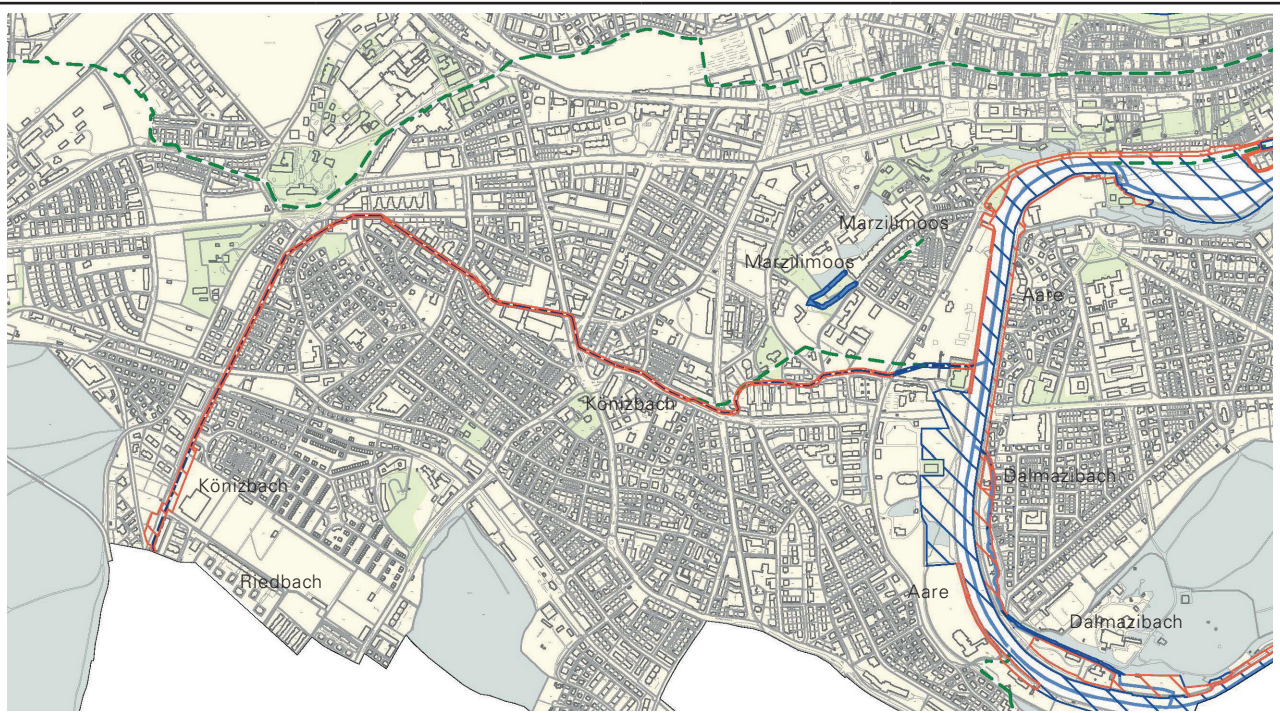 Marzilimoos
Marzilimoos
Aare
Könizbach
Dalmazibach
Könizbach
Riedbach
Aare
Dalmazibach